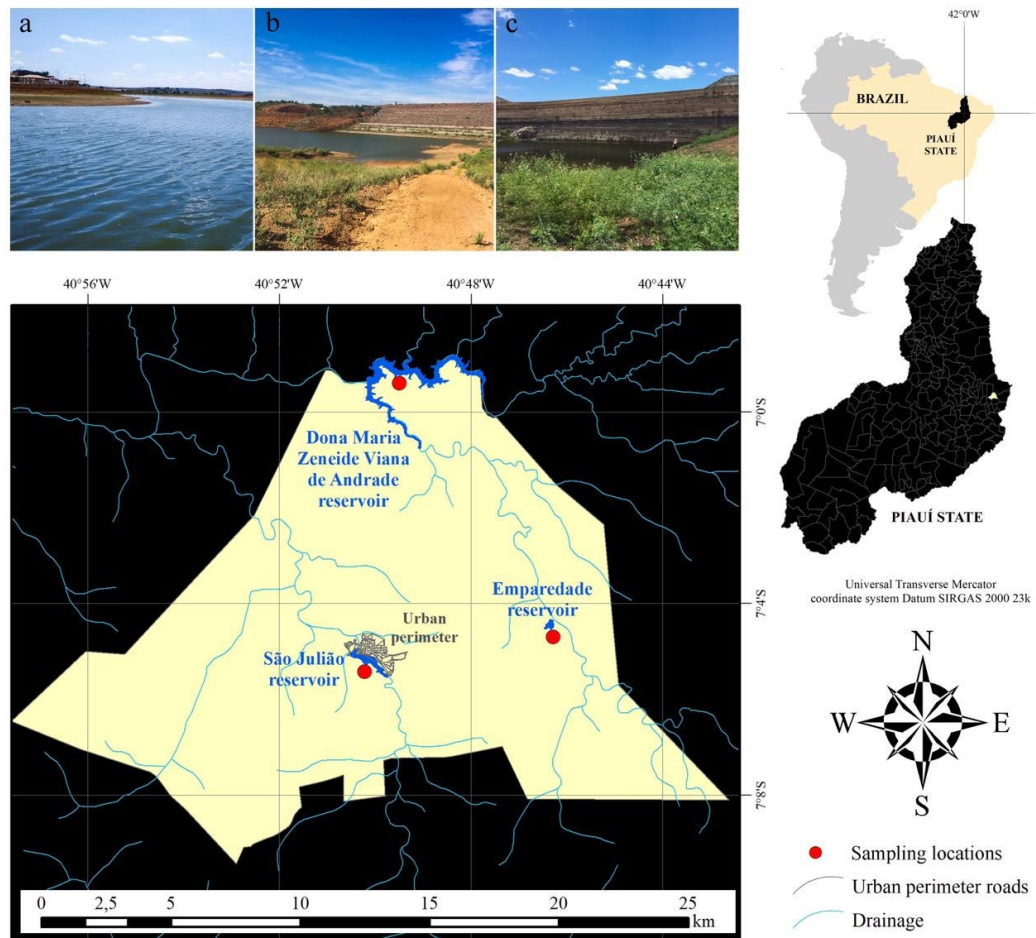 a
b
c
42°0'W
BRAZIL
PIAUÍ
STATE
40°56'W
40°52'W
40°48'W
40°44'W
7°0'S
7°4'S
7°8'S
Dona Maria
Zeneide Viana
de Andrade
reservoir
Emparedade
reservoir
Urban
perimeter
São Julião
reservoir
0
2,5
5
10
15
20
25
km
PIAUÍ STATE
Universal Transverse Mercator
coordinate system Datum SIRGAS 2000 23k
N
W
E
S
Sampling locations
Urban perimeter roads
Drainage